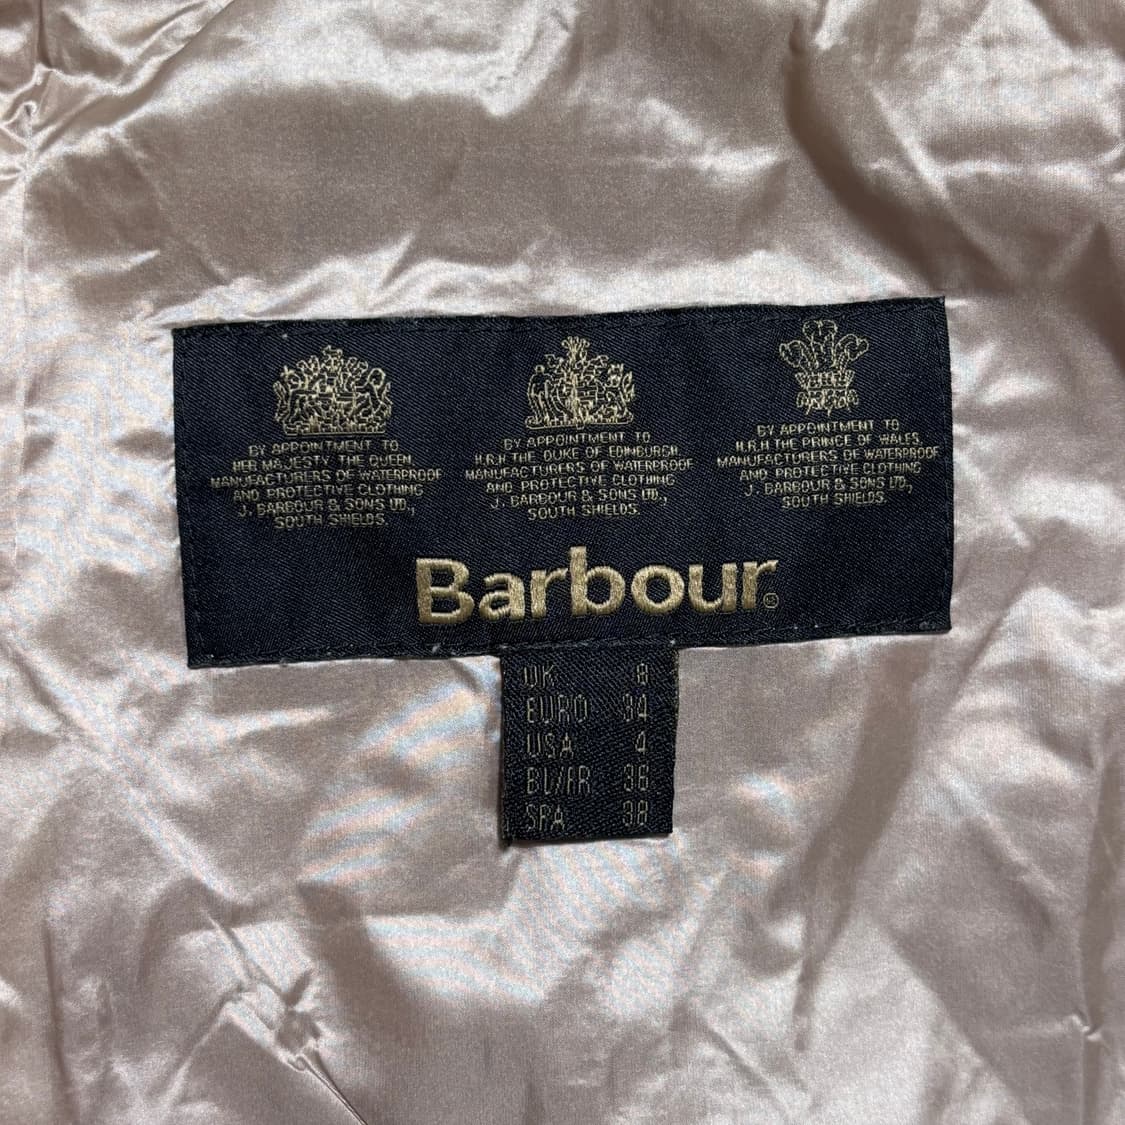 BY APPOINTMENT TO
HER MAJESTY THE QUEEN
MANUFACTURERS OF WATERPROOF
AND PROTECTIVE CLOTHING
J. BARBOUR & SONS LTD.,
SOUTH SHIELDS.
BY APPOINTMENT TO
H.R.H THE DUKE OF EDINBURGH
MANUFACTURERS OF WATERPROOF
AND PROTECTIVE CLOTHING
J. BARBOUR & SONS LTD.,
SOUTH SHIELDS.
BY APPOINTMENT TO
H.R.H THE PRINCE OF WALES
MANUFACTURERS OF WATERPROOF
AND PROTECTIVE CLOTHING
J. BARBOUR & SONS LTD.,
SOUTH SHIELDS.
Barbour®
UK 8
EURO 34
USA 4
BL/FR 36
SPA 38